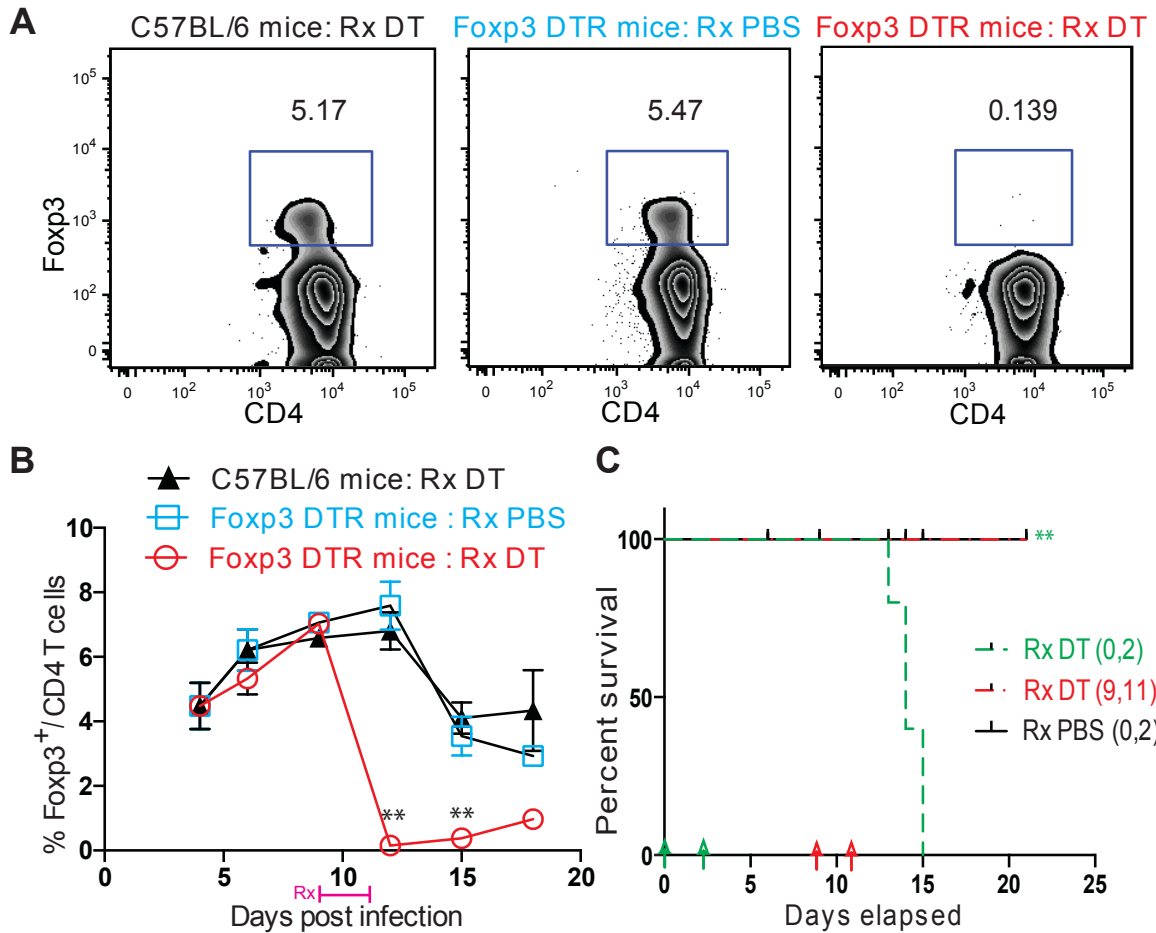 A
C57BL/6 mice: Rx DT
Foxp3 DTR mice: Rx PBS
Foxp3 DTR mice: Rx DT
5.17
5.47
0.139
Foxp3
10⁵
10⁴
10³
10²
0
0 10² 10³ 10⁴ 10⁵
0 10² 10³ 10⁴ 10⁵
0 10² 10³ 10⁴ 10⁵
CD4
CD4
CD4
B
C57BL/6 mice: Rx DT
Foxp3 DTR mice : Rx PBS
Foxp3 DTR mice : Rx DT
% Foxp3⁺/ CD4 T cells
10
8
6
4
2
0
** **
0 5 10 15 20
Rx
Days post infection
C
Percent survival
100
50
0
**
Rx DT (0,2)
Rx DT (9,11)
Rx PBS (0,2)
0 5 10 15 20 25
Days elapsed